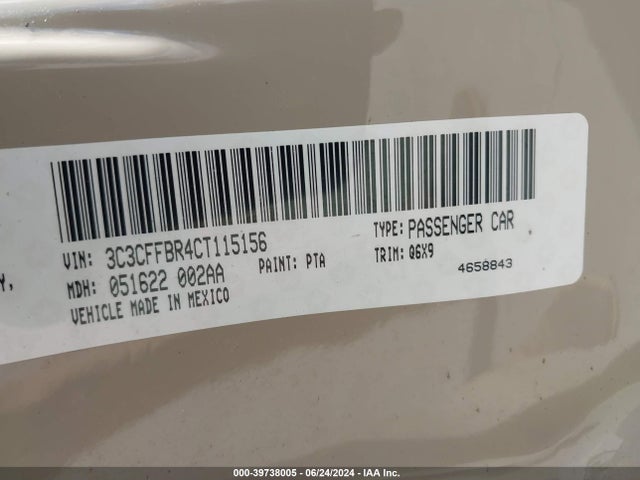 VIN: 3C3CFFBR4CT115156 TYPE: PASSENGER CAR
Y, MDH: 051622 002AA PAINT: PTA TRIM: Q6X9
VEHICLE MADE IN MEXICO 4658843
000-39738005 - 06/24/2024 - IAA Inc.